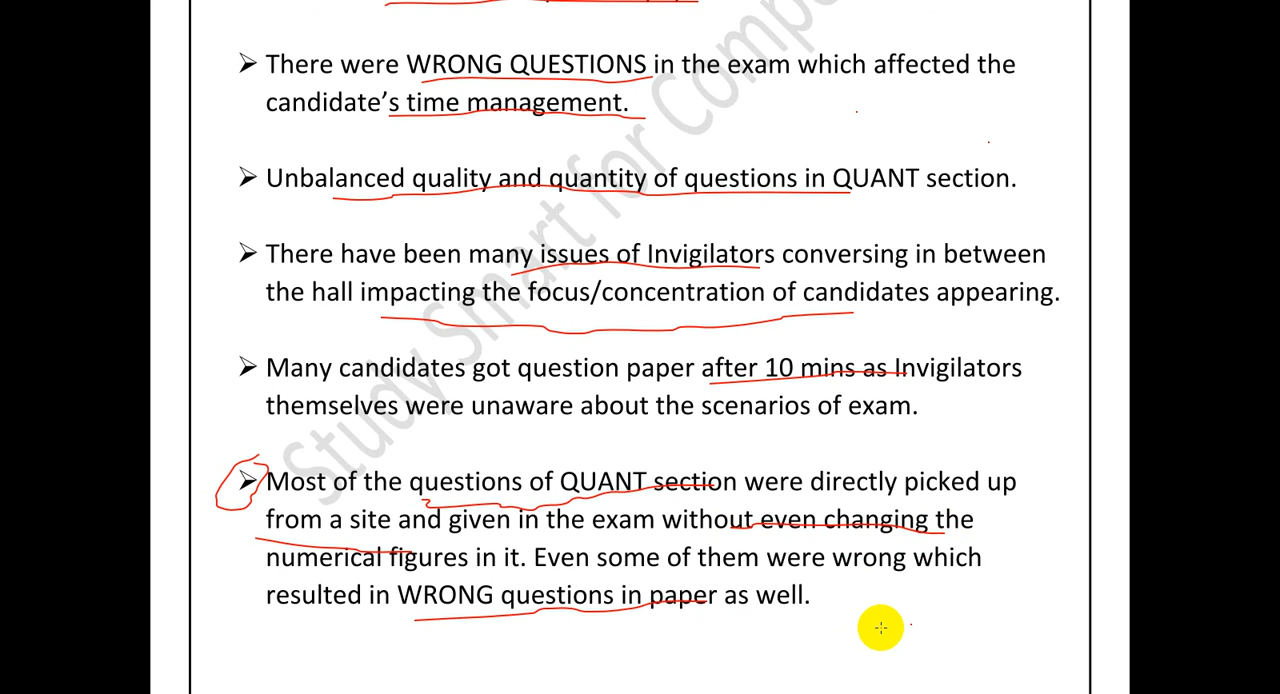 ➢ There were WRONG QUESTIONS in the exam which affected the
candidate’s time management.
➢ Unbalanced quality and quantity of questions in QUANT section.
➢ There have been many issues of Invigilators conversing in between
the hall impacting the focus/concentration of candidates appearing.
➢ Many candidates got question paper after 10 mins as Invigilators
themselves were unaware about the scenarios of exam.
➢ Most of the questions of QUANT section were directly picked up
from a site and given in the exam without even changing the
numerical figures in it. Even some of them were wrong which
resulted in WRONG questions in paper as well.
Study Smart for